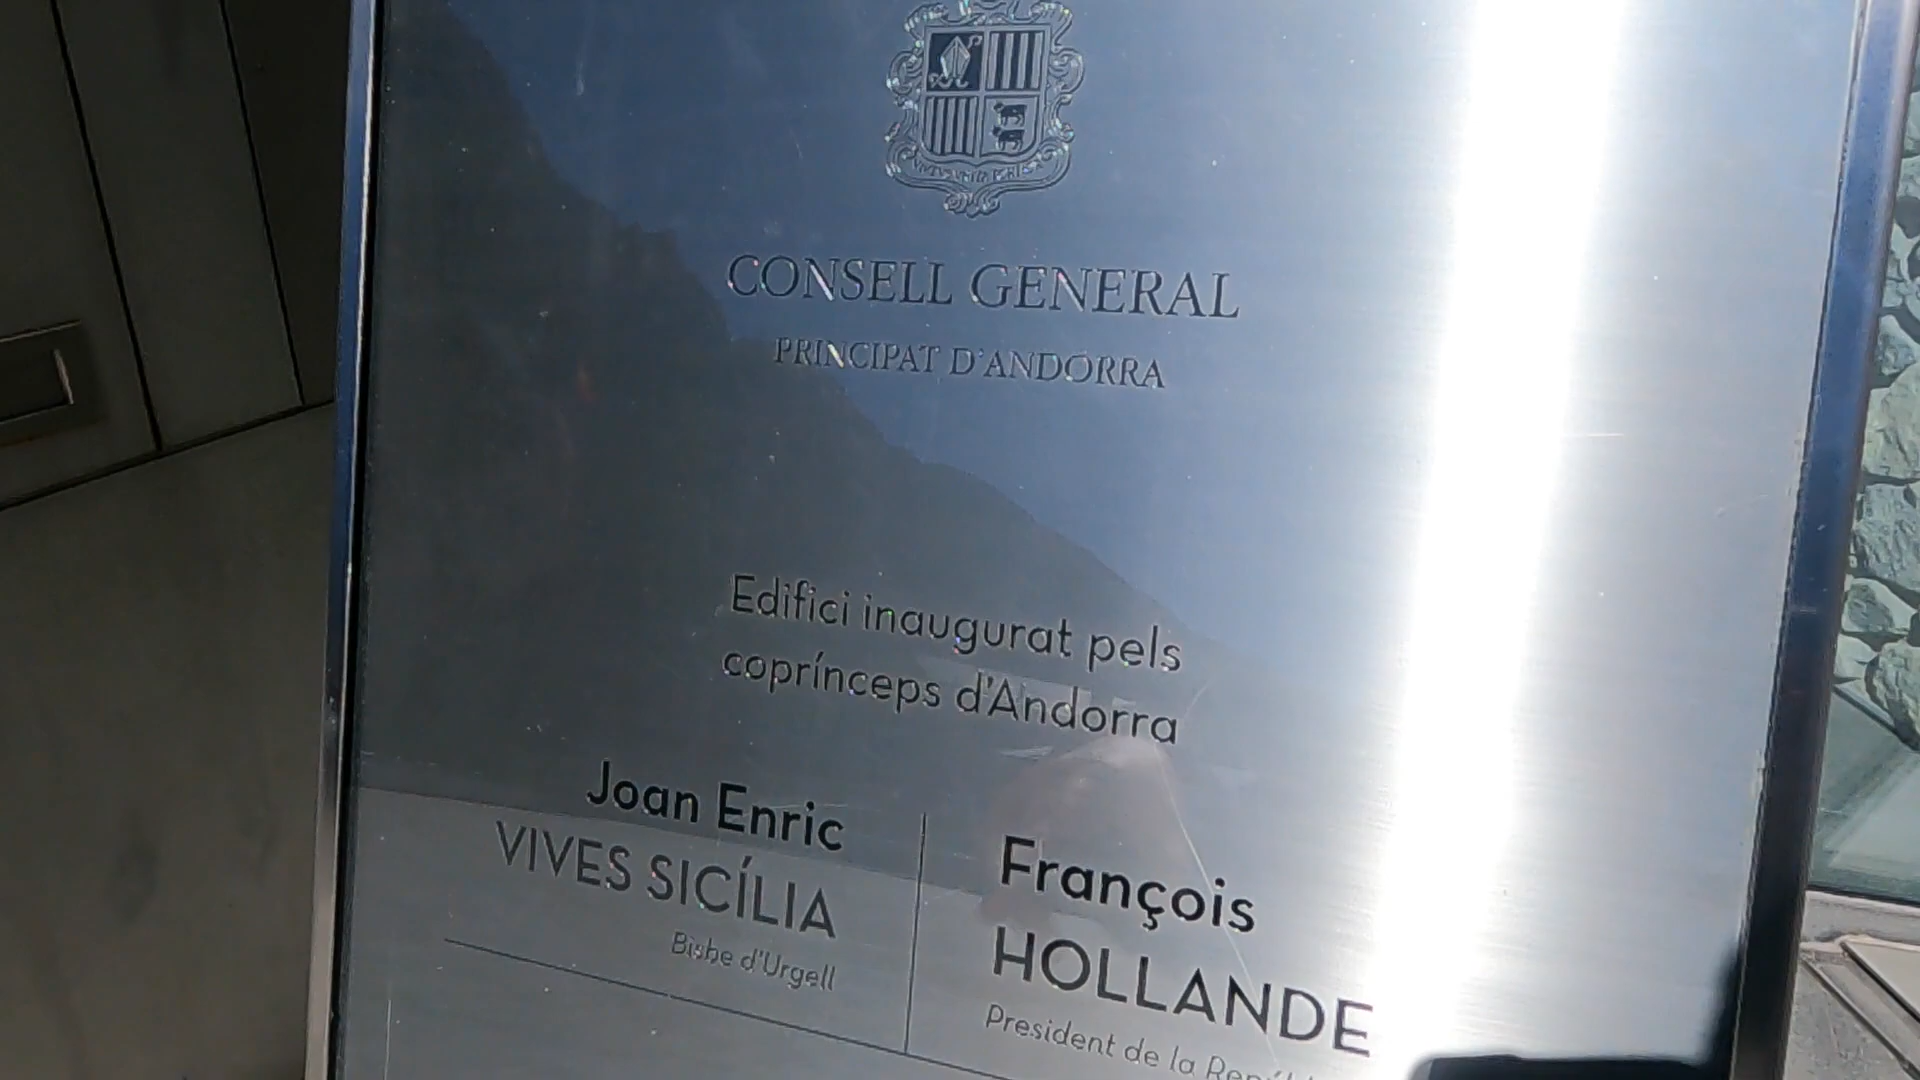 CONSELL GENERAL
PRINCIPAT D'ANDORRA
Edifici inaugurat pels
coprínceps d'Andorra
Joan Enric
VIVES SICÍLIA
Bisbe d'Urgell
François
HOLLANDE
President de la